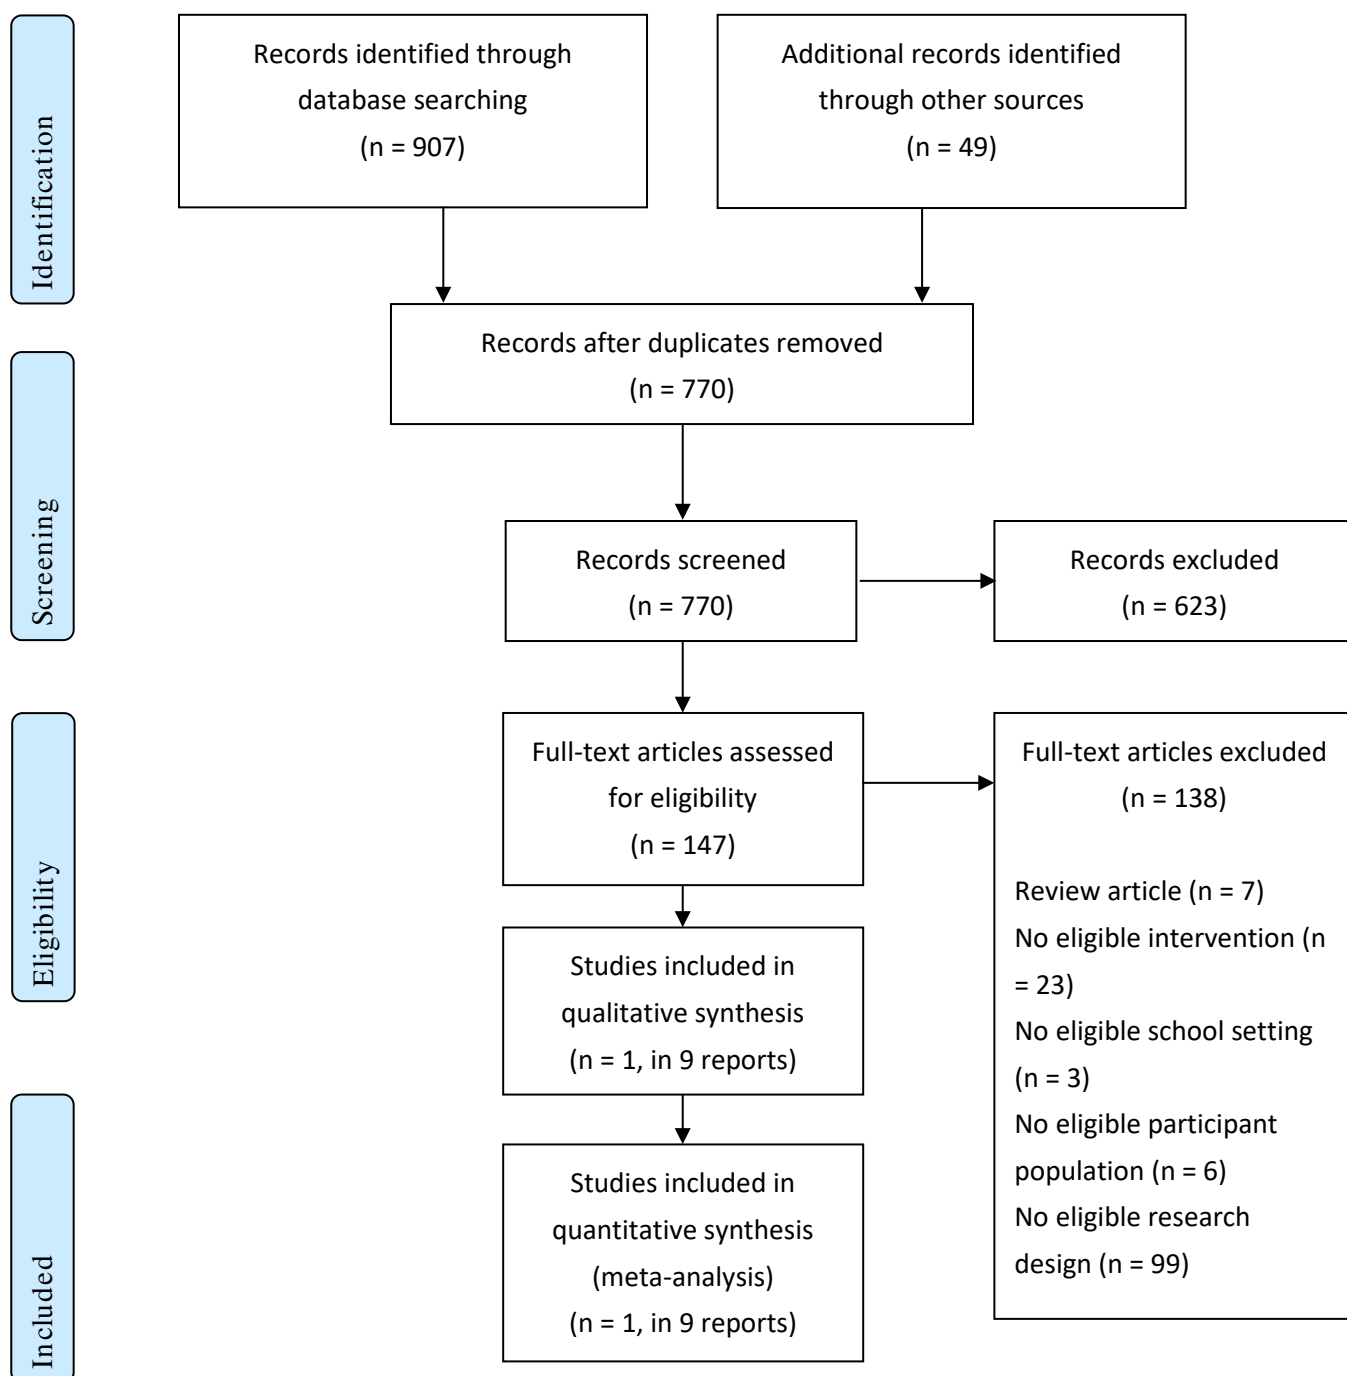 Identification
Records identified through
database searching
(n = 907)
Additional records identified
through other sources
(n = 49)
Records after duplicates removed
(n = 770)
Screening
Records screened
(n = 770)
Records excluded
(n = 623)
Eligibility
Full-text articles assessed
for eligibility
(n = 147)
Full-text articles excluded
(n = 138)
Review article (n = 7)
No eligible intervention (n
= 23)
No eligible school setting
(n = 3)
No eligible participant
population (n = 6)
No eligible research
design (n = 99)
Studies included in
qualitative synthesis
(n = 1, in 9 reports)
Included
Studies included in
quantitative synthesis
(meta-analysis)
(n = 1, in 9 reports)